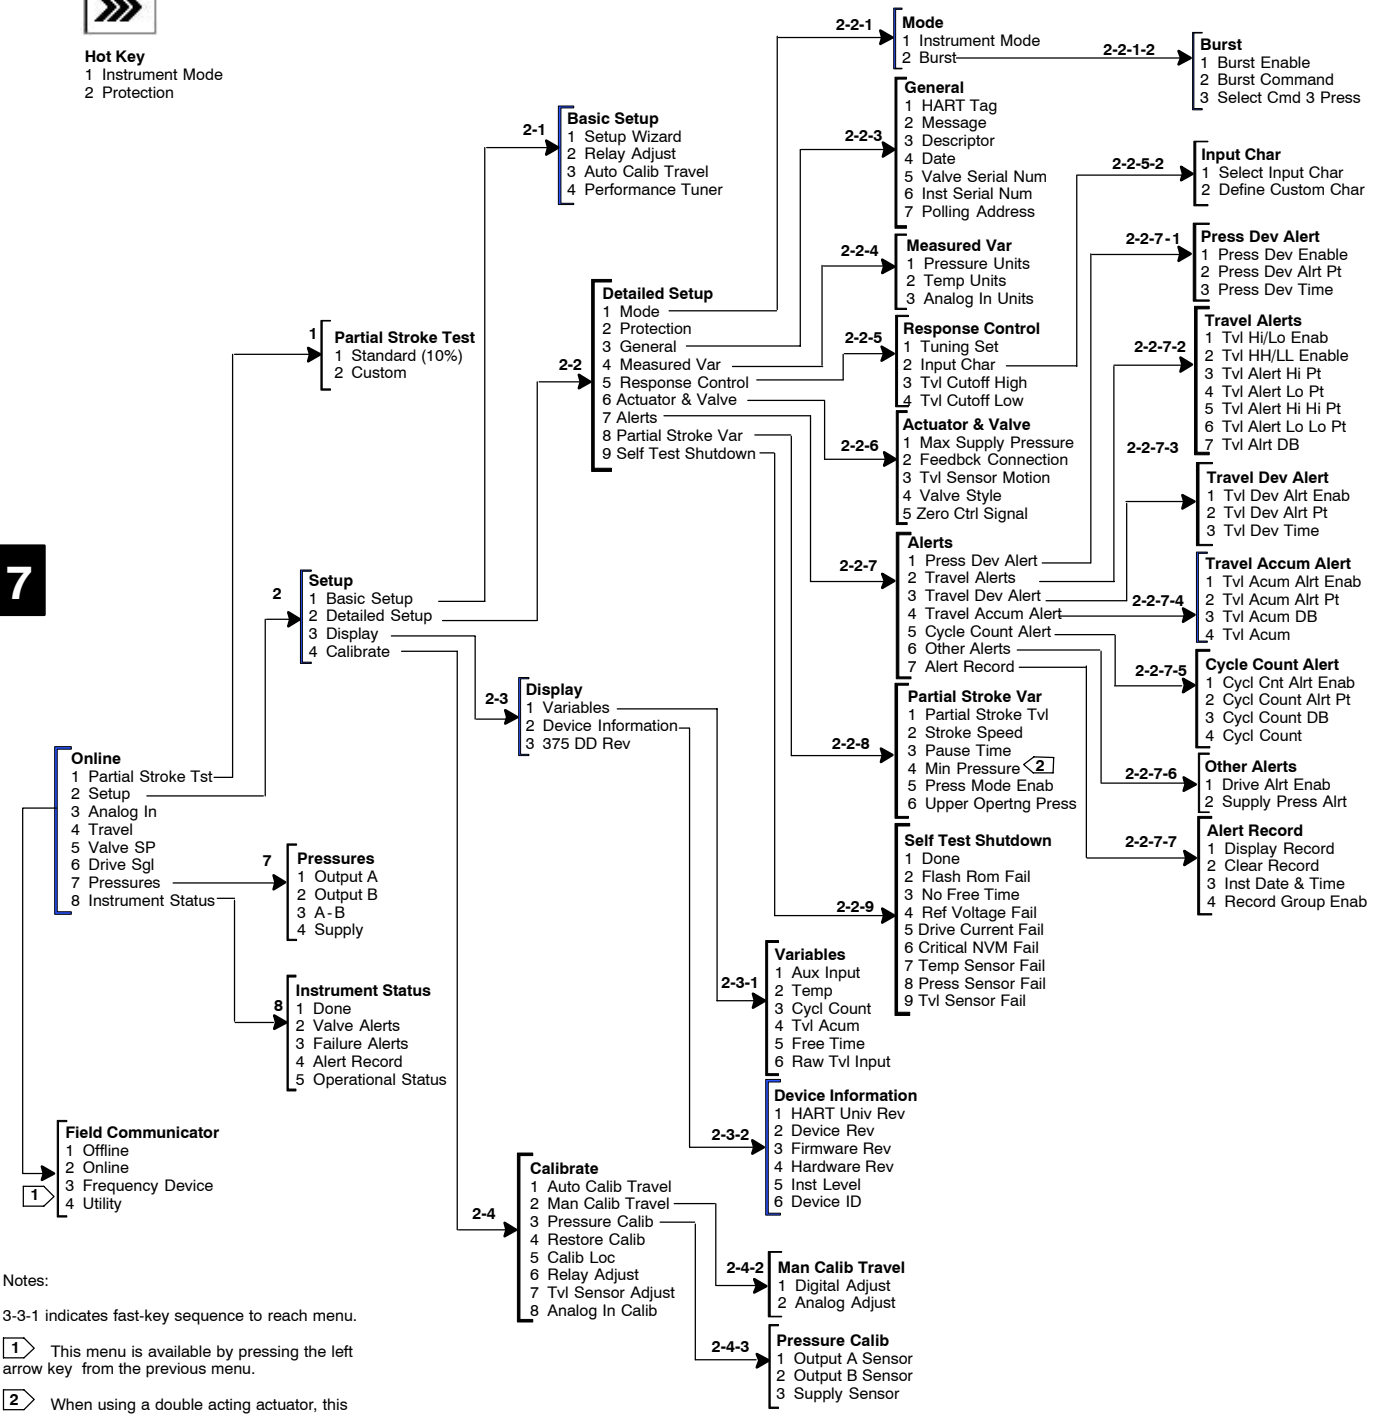 Hot Key
1 Instrument Mode
2 Protection
7
Online
1 Partial Stroke Tst
2 Setup
3 Analog In
4 Travel
5 Valve SP
6 Drive Sgl
7 Pressures
8 Instrument Status
Field Communicator
1 Offline
2 Online
3 Frequency Device
4 Utility
1
1
Partial Stroke Test
1 Standard (10%)
2 Custom
2
Setup
1 Basic Setup
2 Detailed Setup
3 Display
4 Calibrate
7
Pressures
1 Output A
2 Output B
3 A-B
4 Supply
8
Instrument Status
1 Done
2 Valve Alerts
3 Failure Alerts
4 Alert Record
5 Operational Status
2-1
Basic Setup
1 Setup Wizard
2 Relay Adjust
3 Auto Calib Travel
4 Performance Tuner
2-2
Detailed Setup
1 Mode
2 Protection
3 General
4 Measured Var
5 Response Control
6 Actuator & Valve
7 Alerts
8 Partial Stroke Var
9 Self Test Shutdown
2-3
Display
1 Variables
2 Device Information
3 375 DD Rev
2-4
Calibrate
1 Auto Calib Travel
2 Man Calib Travel
3 Pressure Calib
4 Restore Calib
5 Calib Loc
6 Relay Adjust
7 Tvl Sensor Adjust
8 Analog In Calib
2-2-1
Mode
1 Instrument Mode
2 Burst
2-2-3
General
1 HART Tag
2 Message
3 Descriptor
4 Date
5 Valve Serial Num
6 Inst Serial Num
7 Polling Address
2-2-4
Measured Var
1 Pressure Units
2 Temp Units
3 Analog In Units
2-2-5
Response Control
1 Tuning Set
2 Input Char
3 Tvl Cutoff High
4 Tvl Cutoff Low
2-2-6
Actuator & Valve
1 Max Supply Pressure
2 Feedbck Connection
3 Tvl Sensor Motion
4 Valve Style
5 Zero Ctrl Signal
2-2-7
Alerts
1 Press Dev Alert
2 Travel Alerts
3 Travel Dev Alert
4 Travel Accum Alert
5 Cycle Count Alert
6 Other Alerts
7 Alert Record
2-2-8
Partial Stroke Var
1 Partial Stroke Tvl
2 Stroke Speed
3 Pause Time
4 Min Pressure 2
5 Press Mode Enab
6 Upper Opertng Press
2-2-9
Self Test Shutdown
1 Done
2 Flash Rom Fail
3 No Free Time
4 Ref Voltage Fail
5 Drive Current Fail
6 Critical NVM Fail
7 Temp Sensor Fail
8 Press Sensor Fail
9 Tvl Sensor Fail
2-3-1
Variables
1 Aux Input
2 Temp
3 Cycl Count
4 Tvl Acum
5 Free Time
6 Raw Tvl Input
2-3-2
Device Information
1 HART Univ Rev
2 Device Rev
3 Firmware Rev
4 Hardware Rev
5 Inst Level
6 Device ID
2-4-2
Man Calib Travel
1 Digital Adjust
2 Analog Adjust
2-4-3
Pressure Calib
1 Output A Sensor
2 Output B Sensor
3 Supply Sensor
2-2-1-2
Burst
1 Burst Enable
2 Burst Command
3 Select Cmd 3 Press
2-2-5-2
Input Char
1 Select Input Char
2 Define Custom Char
2-2-7-1
Press Dev Alert
1 Press Dev Enable
2 Press Dev Alrt Pt
3 Press Dev Time
2-2-7-2
Travel Alerts
1 Tvl Hi/Lo Enab
2 Tvl HH/LL Enable
3 Tvl Alert Hi Pt
4 Tvl Alert Lo Pt
5 Tvl Alert Hi Hi Pt
6 Tvl Alert Lo Lo Pt
7 Tvl Alrt DB
2-2-7-3
Travel Dev Alert
1 Tvl Dev Alrt Enab
2 Tvl Dev Alrt Pt
3 Tvl Dev Time
2-2-7-4
Travel Accum Alert
1 Tvl Acum Alrt Enab
2 Tvl Acum Alrt Pt
3 Tvl Acum DB
4 Tvl Acum
2-2-7-5
Cycle Count Alert
1 Cycl Cnt Alrt Enab
2 Cycl Count Alrt Pt
3 Cycl Count DB
4 Cycl Count
2-2-7-6
Other Alerts
1 Drive Alrt Enab
2 Supply Press Alrt
2-2-7-7
Alert Record
1 Display Record
2 Clear Record
3 Inst Date & Time
4 Record Group Enab
Notes:
3-3-1 indicates fast-key sequence to reach menu.
1 This menu is available by pressing the left
arrow key from the previous menu.
2 When using a double acting actuator, this